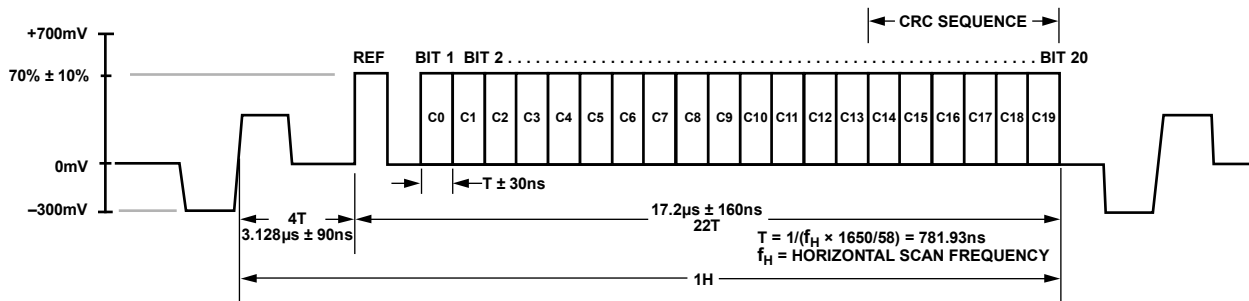 CRC SEQUENCE
+700mV
REF
BIT 1 BIT 2 . . . . . . . . . . . . . . . . . . . . . . . . . . . . . . . . . . . . . . . . . . . . . . . . . . . . . . . . . . . . BIT 20
70% ± 10%
C0 C1 C2 C3 C4 C5 C6 C7 C8 C9 C10 C11 C12 C13 C14 C15 C16 C17 C18 C19
0mV
T ± 30ns
–300mV
4T
3.128µs ± 90ns
17.2µs ± 160ns
22T
T = 1/(fH × 1650/58) = 781.93ns
fH = HORIZONTAL SCAN FREQUENCY
1H